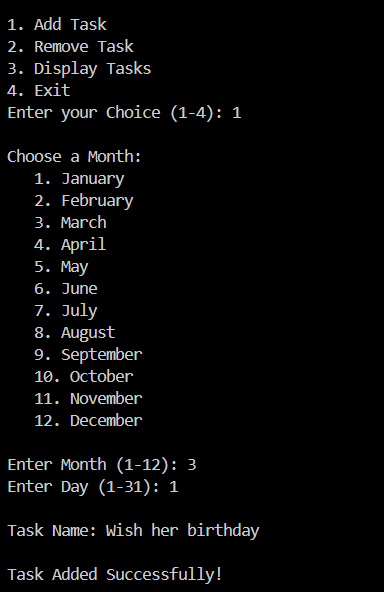 1. Add Task
2. Remove Task
3. Display Tasks
4. Exit
Enter your Choice (1-4): 1
Choose a Month:
1. January
2. February
3. March
4. April
5. May
6. June
7. July
8. August
9. September
10. October
11. November
12. December
Enter Month (1-12): 3
Enter Day (1-31): 1
Task Name: Wish her birthday
Task Added Successfully!